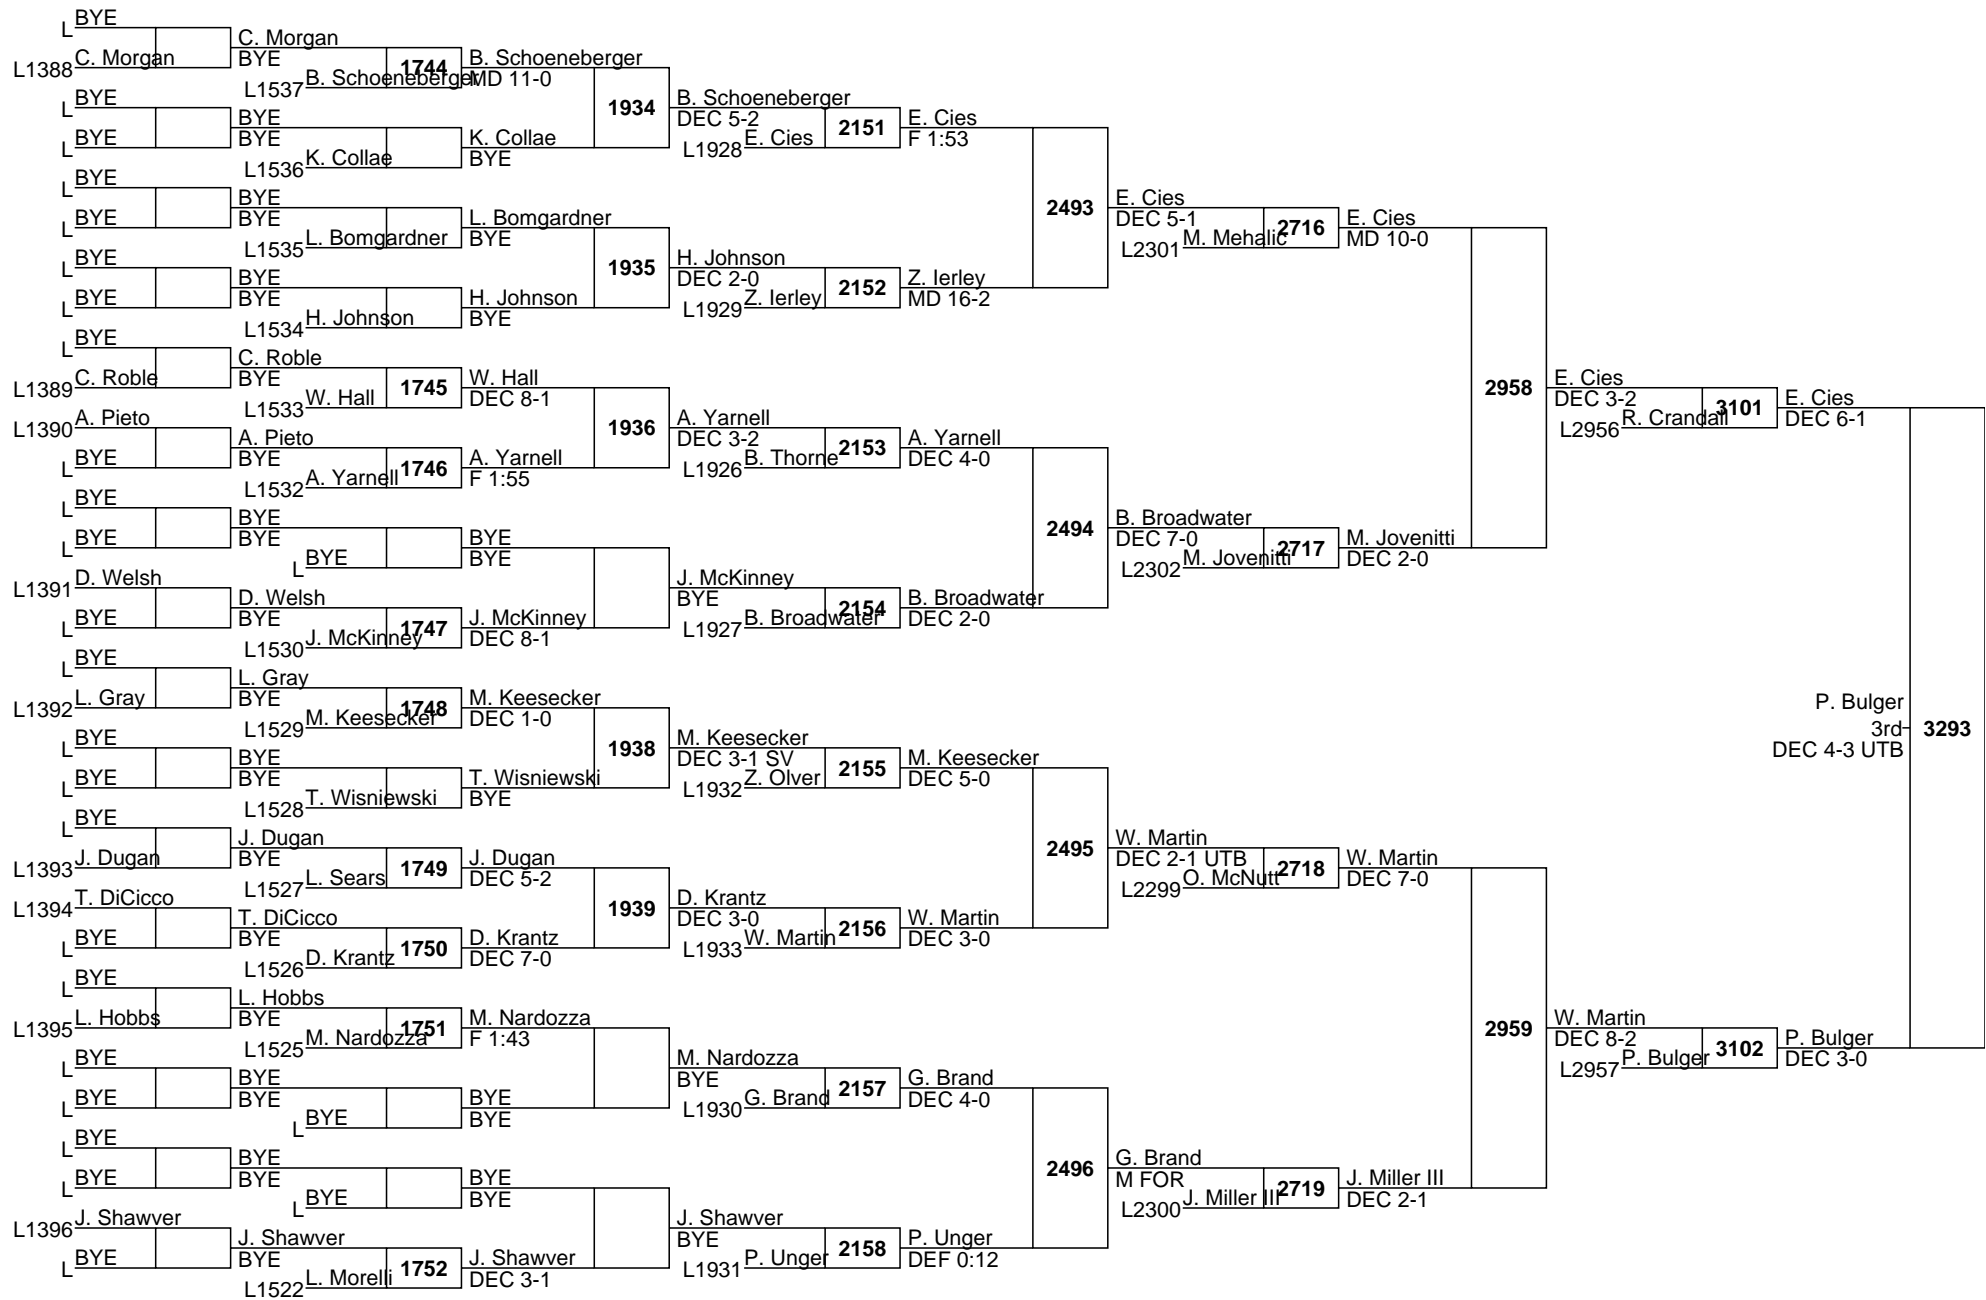 BYE
L
C. Morgan
L1388
C. Morgan
BYE
1744
B. Schoeneberger
L1537
B. Schoeneberger
MD 11-0
1934
BYE
L
BYE
L
BYE
BYE
K. Collae
L1536
K. Collae
BYE
B. Schoeneberger
DEC 5-2
E. Cies
L1928
2151
E. Cies
F 1:53
BYE
L
BYE
L
BYE
BYE
L. Bomgardner
L1535
L. Bomgardner
BYE
1935
BYE
L
BYE
L
BYE
BYE
H. Johnson
L1534
H. Johnson
BYE
H. Johnson
DEC 2-0
Z. Ierley
L1929
2152
Z. Ierley
MD 16-2
2493
E. Cies
DEC 5-1
M. Mehalic
L2301
2716
E. Cies
MD 10-0
BYE
L
C. Roble
L1389
C. Roble
BYE
W. Hall
L1533
1745
W. Hall
DEC 8-1
1936
A. Pieto
L1390
BYE
L
A. Pieto
BYE
A. Yarnell
L1532
1746
A. Yarnell
F 1:55
A. Yarnell
DEC 3-2
B. Thorne
L1926
2153
A. Yarnell
DEC 4-0
BYE
L
BYE
L
BYE
BYE
BYE
L
BYE
BYE
D. Welsh
L1391
BYE
L
D. Welsh
BYE
J. McKinney
L1530
1747
J. McKinney
DEC 8-1
J. McKinney
BYE
B. Broadwater
L1927
2154
B. Broadwater
DEC 2-0
2494
B. Broadwater
DEC 7-0
M. Jovenitti
L2302
2717
M. Jovenitti
DEC 2-0
2958
E. Cies
DEC 3-2
R. Crandall
L2956
3101
E. Cies
DEC 6-1
BYE
L
L. Gray
L1392
L. Gray
BYE
M. Keesecker
L1529
1748
M. Keesecker
DEC 1-0
1938
BYE
L
BYE
L
BYE
BYE
T. Wisniewski
L1528
T. Wisniewski
BYE
M. Keesecker
DEC 3-1 SV
Z. Olver
L1932
2155
M. Keesecker
DEC 5-0
P. Bulger
3rd
DEC 4-3 UTB
3293
BYE
L
J. Dugan
L1393
J. Dugan
BYE
L. Sears
L1527
1749
J. Dugan
DEC 5-2
1939
T. DiCicco
L1394
BYE
L
T. DiCicco
BYE
D. Krantz
L1526
1750
D. Krantz
DEC 7-0
D. Krantz
DEC 3-0
W. Martin
L1933
2156
W. Martin
DEC 3-0
2495
W. Martin
DEC 2-1 UTB
O. McNutt
L2299
2718
W. Martin
DEC 7-0
BYE
L
L. Hobbs
L1395
L. Hobbs
BYE
M. Nardozza
L1525
1751
M. Nardozza
F 1:43
BYE
L
BYE
L
BYE
BYE
BYE
L
BYE
BYE
M. Nardozza
BYE
G. Brand
L1930
2157
G. Brand
DEC 4-0
BYE
L
BYE
L
BYE
BYE
BYE
L
BYE
BYE
J. Shawver
L1396
BYE
L
J. Shawver
BYE
L. Morelli
L1522
1752
J. Shawver
DEC 3-1
J. Shawver
BYE
P. Unger
L1931
2158
P. Unger
DEF 0:12
2496
G. Brand
M FOR
J. Miller III
L2300
2719
J. Miller III
DEC 2-1
2959
W. Martin
DEC 8-2
P. Bulger
L2957
3102
P. Bulger
DEC 3-0